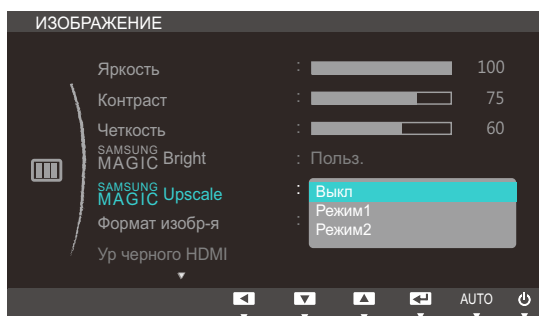 ИЗОБРАЖЕНИЕ
Яркость : 100
Контраст : 75
Четкость : 60
SAMSUNG MAGIC Bright : Польз.
SAMSUNG MAGIC Upscale : Выкл
Режим1
Формат изобр-я : Режим2
Ур черного HDMI
AUTO